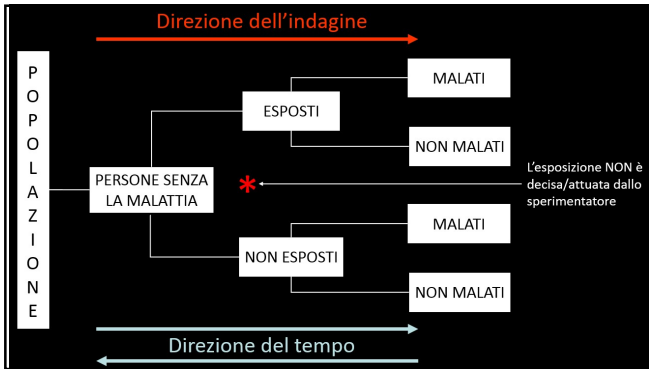 Direzione dell'indagine
POPOLAZIONE
PERSONE SENZA
LA MALATTIA
ESPOSTI
MALATI
NON MALATI
*
L'esposizione NON è
decisa/attuata dallo
sperimentatore
NON ESPOSTI
MALATI
NON MALATI
Direzione del tempo